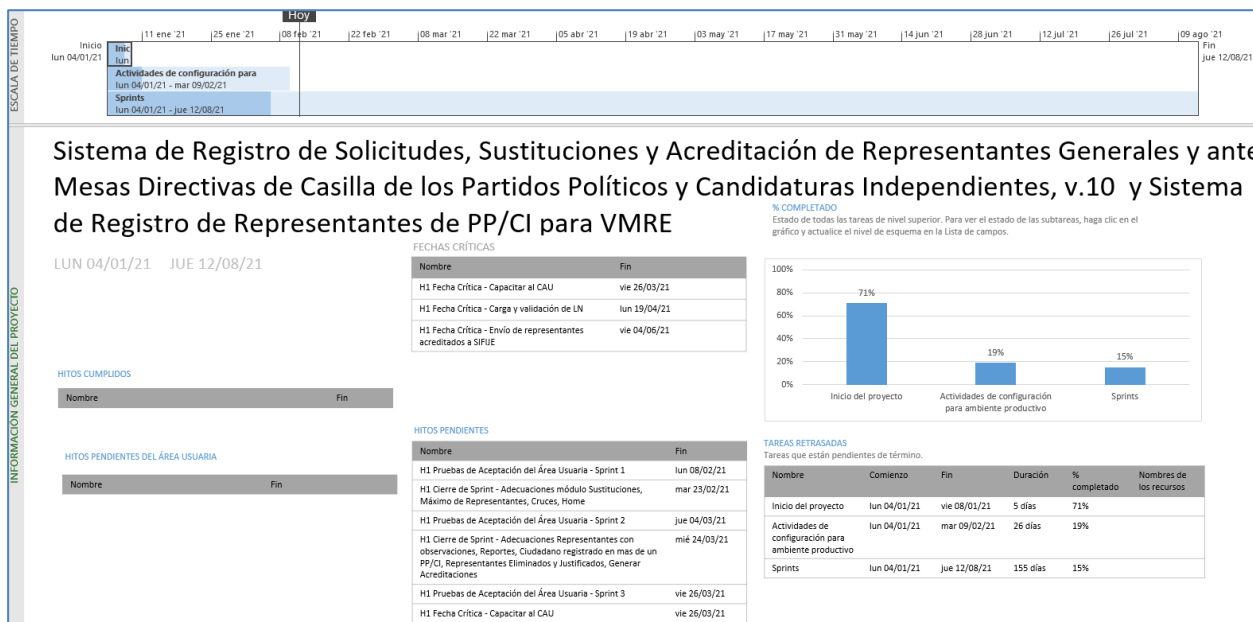 ESCALA DE TIEMPO
Hoy
11 ene '21 25 ene '21 08 feb '21 22 feb '21 08 mar '21 22 mar '21 05 abr '21 19 abr '21 03 may '21 17 may '21 31 may '21 14 jun '21 28 jun '21 12 jul '21 26 jul '21 09 ago '21
Inicio
lun 04/01/21
Inic
lun
Actividades de configuración para
lun 04/01/21 - mar 09/02/21
Sprints
lun 04/01/21 - jue 12/08/21
Fin
jue 12/08/21
INFORMACIÓN GENERAL DEL PROYECTO
Sistema de Registro de Solicitudes, Sustituciones y Acreditación de Representantes Generales y ante
Mesas Directivas de Casilla de los Partidos Políticos y Candidaturas Independientes, v.10 y Sistema
de Registro de Representantes de PP/CI para VMRE
LUN 04/01/21 JUE 12/08/21
HITOS CUMPLIDOS
Nombre Fin
HITOS PENDIENTES DEL ÁREA USUARIA
Nombre Fin
FECHAS CRÍTICAS
Nombre Fin
H1 Fecha Crítica - Capacitar al CAU vie 26/03/21
H1 Fecha Crítica - Carga y validación de LN lun 19/04/21
H1 Fecha Crítica - Envío de representantes vie 04/06/21
acreditados a SIFIJE
HITOS PENDIENTES
Nombre Fin
H1 Pruebas de Aceptación del Área Usuaria - Sprint 1 lun 08/02/21
H1 Cierre de Sprint - Adecuaciones módulo Sustituciones, mar 23/02/21
Máximo de Representantes, Cruces, Home
H1 Pruebas de Aceptación del Área Usuaria - Sprint 2 jue 04/03/21
H1 Cierre de Sprint - Adecuaciones Representantes con mié 24/03/21
observaciones, Reportes, Ciudadano registrado en mas de un
PP/CI, Representantes Eliminados y Justificados, Generar
Acreditaciones
H1 Pruebas de Aceptación del Área Usuaria - Sprint 3 vie 26/03/21
H1 Fecha Crítica - Capacitar al CAU vie 26/03/21
% COMPLETADO
Estado de todas las tareas de nivel superior. Para ver el estado de las subtareas, haga clic en el
gráfico y actualice el nivel de esquema en la Lista de campos.
100%
80%
60%
40%
20%
0%
71%
19%
15%
Inicio del proyecto
Actividades de configuración
para ambiente productivo
Sprints
TAREAS RETRASADAS
Tareas que están pendientes de término.
Nombre Comienzo Fin Duración % completado Nombres de los recursos
Inicio del proyecto lun 04/01/21 vie 08/01/21 5 días 71%
Actividades de lun 04/01/21 mar 09/02/21 26 días 19%
configuración para
ambiente productivo
Sprints lun 04/01/21 jue 12/08/21 155 días 15%